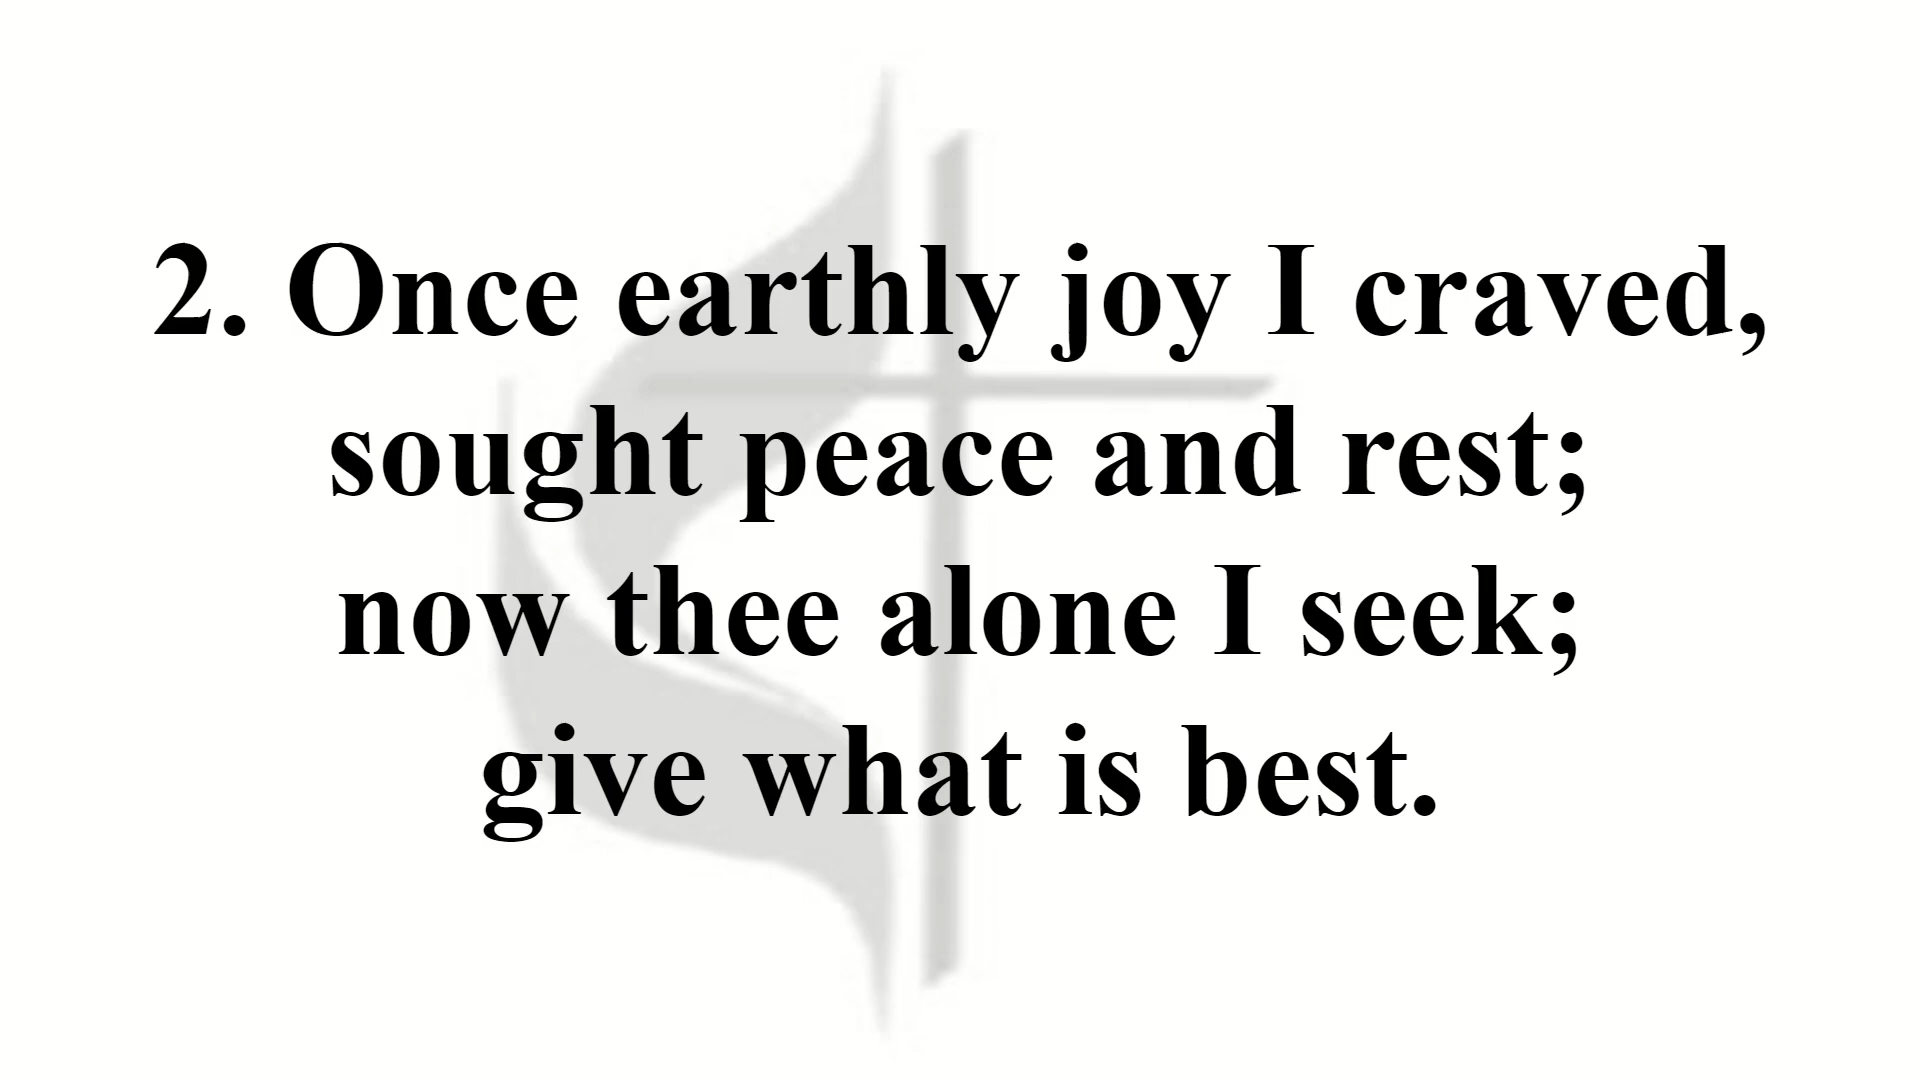 2. Once earthly joy I craved,
sought peace and rest;
now thee alone I seek;
give what is best.